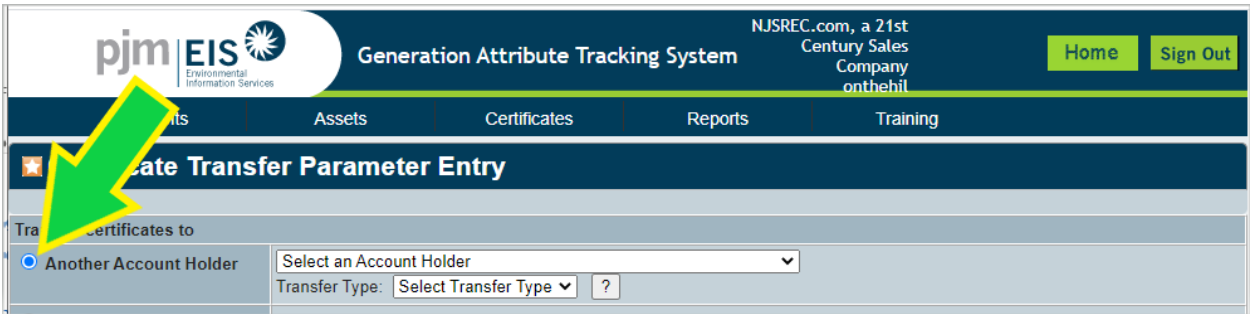 pjm EIS
Environmental
Information Services
Generation Attribute Tracking System
NJSREC.com, a 21st
Century Sales
Company
onthehil
Home
Sign Out
Assets
Certificates
Reports
Training
Transfer Parameter Entry
certificates to
Another Account Holder
Select an Account Holder
Transfer Type:
Select Transfer Type
?